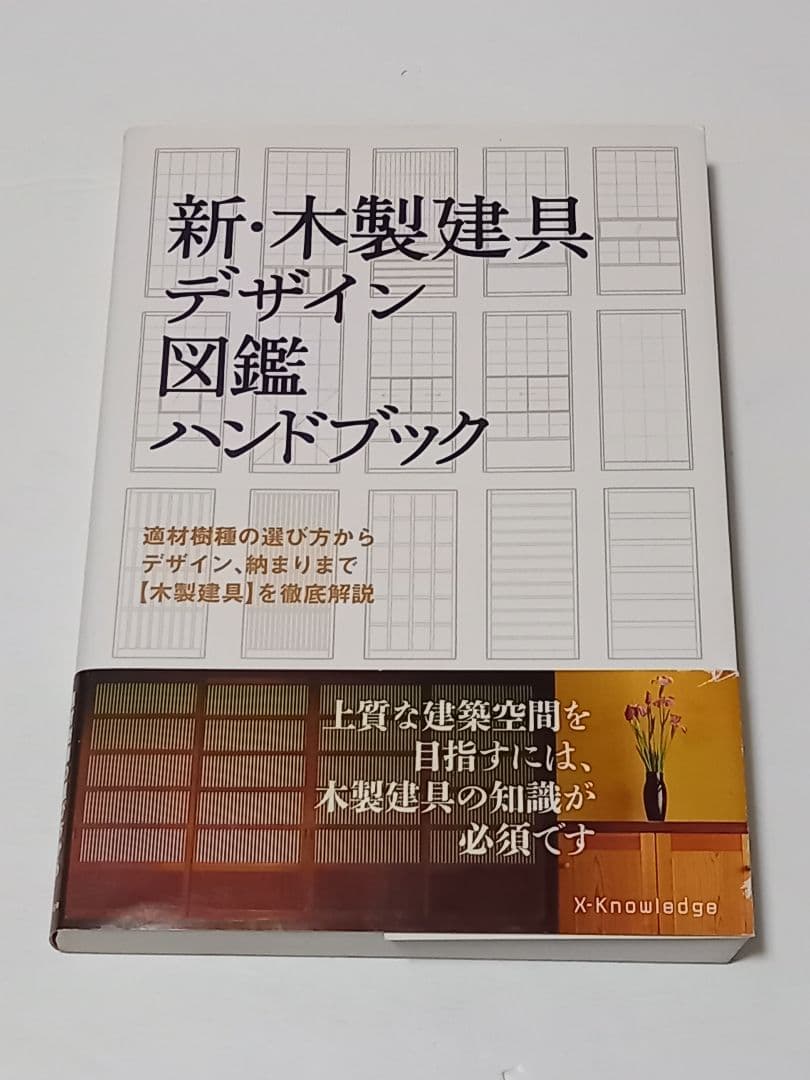 新・木製建具
デザイン
図鑑
ハンドブック
適材樹種の選び方から
デザイン、納まりまで
【木製建具】を徹底解説
上質な建築空間を
目指すには、
木製建具の知識が
必須です
X-Knowledge